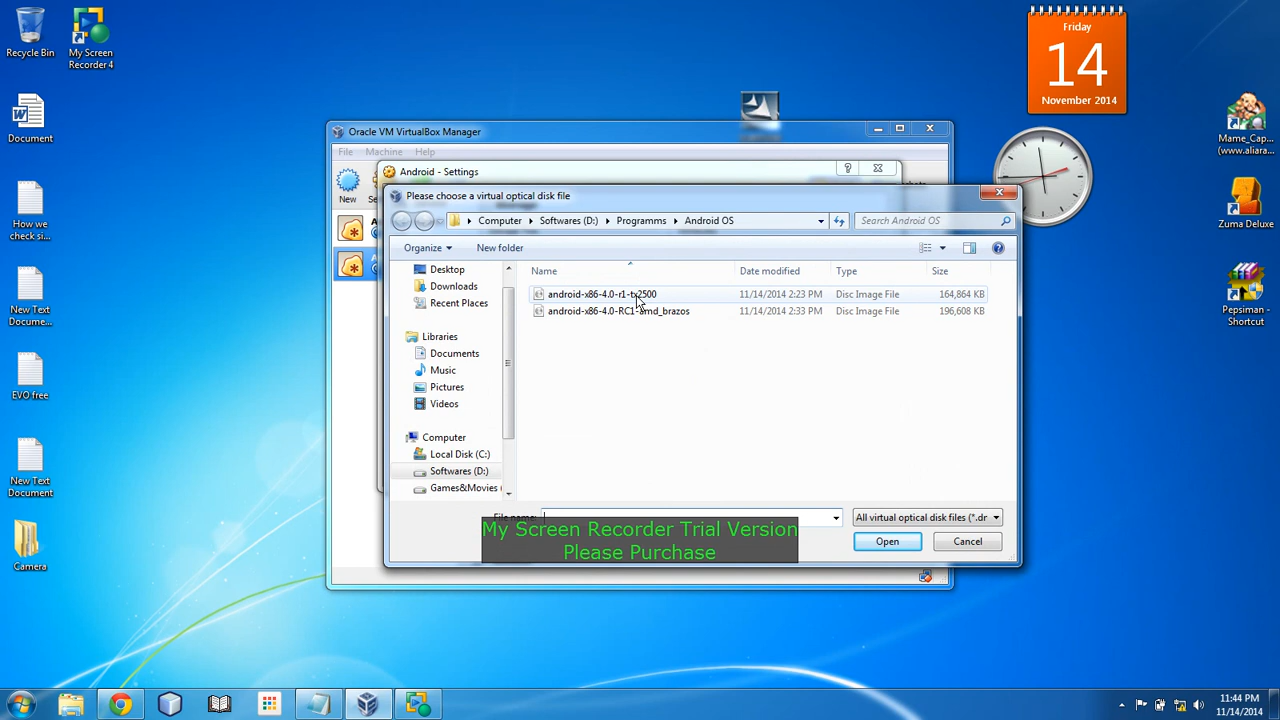 Recycle Bin
My Screen
Recorder 4
Document
How we
check si...
New Text
Docume...
EVO free
New Text
Document
Camera
Friday
14
November 2014
Mame_Cap...
(www.aliara...
Zuma Deluxe
Pepsiman -
Shortcut
Oracle VM VirtualBox Manager
File Machine Help
New
Android - Settings
Please choose a virtual optical disk file
Computer Softwares (D:) Programms Android OS
Search Android OS
Organize
New folder
Name Date modified Type Size
android-x86-4.0-r1-tx2500 11/14/2014 2:23 PM Disc Image File 164,864 KB
android-x86-4.0-RC1-amd_brazos 11/14/2014 2:33 PM Disc Image File 196,608 KB
Desktop
Downloads
Recent Places
Libraries
Documents
Music
Pictures
Videos
Computer
Local Disk (C:)
Softwares (D:)
Games&Movies
File name:
All virtual optical disk files (*.dr
Open
Cancel
My Screen Recorder Trial Version
Please Purchase
11:44 PM
11/14/2014